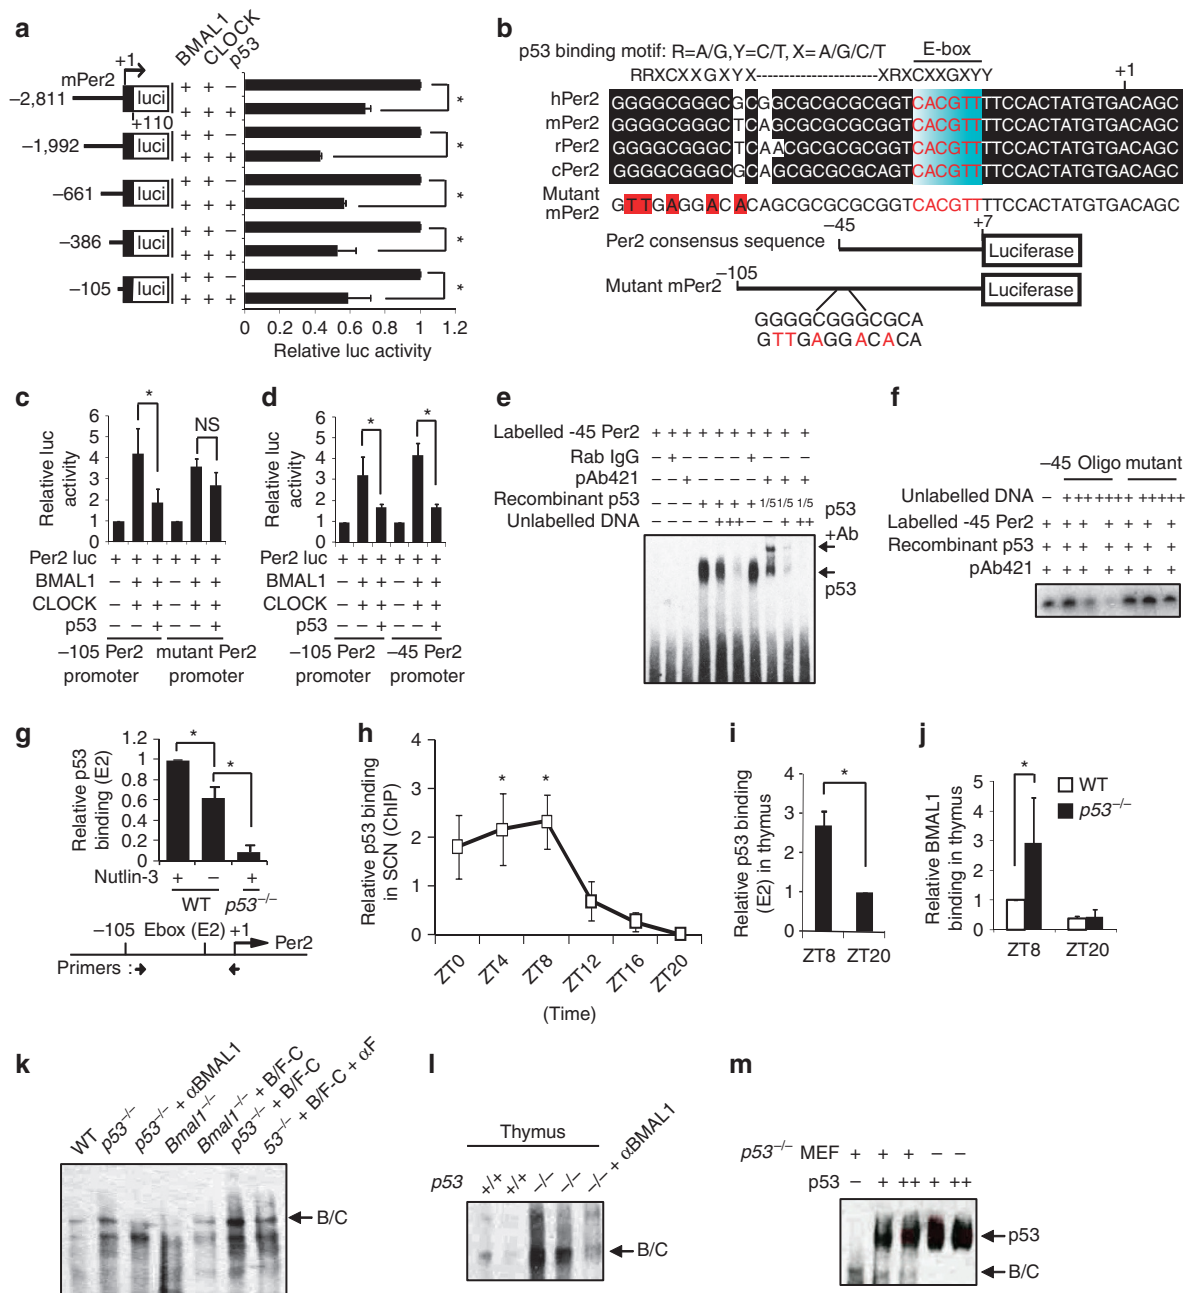 a
BMAL1
CLOCK
p53
mPer2
+1
–2,811
luci
+ + –
+ + +
+110
–1,992
luci
+ + –
+ + +
–661
luci
+ + –
+ + +
–386
luci
+ + –
+ + +
–105
luci
+ + –
+ + +
*
*
*
*
*
0 0.2 0.4 0.6 0.8 1 1.2
Relative luc activity
b
p53 binding motif: R=A/G,Y=C/T, X=A/G/C/T
E-box
RRXCXXGXYX----------------------XRXCXXGXYY
+1
hPer2 GGGGCGGGCGCGGCGCGCGCGGTCACGTTTTCCACTATGTGACAGC
mPer2 GGGGCGGGCTCAGCGCGCGCGGTCACGTTTTCCACTATGTGACAGC
rPer2 GGGGCGGGCTCAACGCGCGCGGTCACGTTTTCCACTATGTGACAGC
cPer2 GGGGCGGGCGCAGCGCGCGCAGTCACGTTTTCCACTATGTGACAGC
Mutant
mPer2 GTTGAGGACACAGCGCGCGCGGTCACGTTTTCCACTATGTGACAGC
–45
+7
Per2 consensus sequence
Luciferase
–105
Mutant mPer2
Luciferase
GGGGCGGGCGCA
GTTGAGGACACA
c
Relative luc
activity
6
5
4
3
2
1
0
*
NS
Per2 luc + + + + + +
BMAL1 – + + – + +
CLOCK – + + – + +
p53 – – + – – +
–105 Per2
promoter
mutant Per2
promoter
d
Relative luc
activity
6
5
4
3
2
1
0
*
*
Per2 luc + + + + + +
BMAL1 – + + – + +
CLOCK – + + – + +
p53 – – + – – +
–105 Per2
promoter
–45 Per2
promoter
e
Labelled -45 Per2 + + + + + + + + +
Rab IgG – + – – – – + – – –
pAb421 – – + – – – – + + +
Recombinant p53 – – – + + + + 1/5 1/5 1/5
Unlabelled DNA – – – – + ++ – – + ++
p53
+Ab
p53
f
–45 Oligo mutant
Unlabelled DNA – + ++ +++ + ++ +++
Labelled -45 Per2 + + + + + + +
Recombinant p53 + + + + + + +
pAb421 + + + + + + +
g
Relative p53
binding (E2)
1.2
1
0.8
0.6
0.4
0.2
0
*
*
Nutlin-3 + – +
WT p53–/–
–105 Ebox (E2) +1
Per2
Primers :
h
Relative p53 binding
in SCN (ChIP)
4
3
2
1
0
* *
ZT0 ZT4 ZT8 ZT12 ZT16 ZT20
(Time)
i
Relative p53 binding
(E2) in thymus
4
3
2
1
0
*
ZT8 ZT20
j
Relative BMAL1
binding in thymus
5
4
3
2
1
0
*
WT
p53–/–
ZT8 ZT20
k
WT
p53–/–
p53–/– + αBMAL1
Bmal1–/–
Bmal1–/– + B/F-C
p53–/– + B/F-C
53–/– + B/F-C + αF
B/C
l
Thymus
p53 +/+ +/+ –/– –/– –/– + αBMAL1
B/C
m
p53–/– MEF + + + – –
p53 – + ++ + ++
p53
B/C